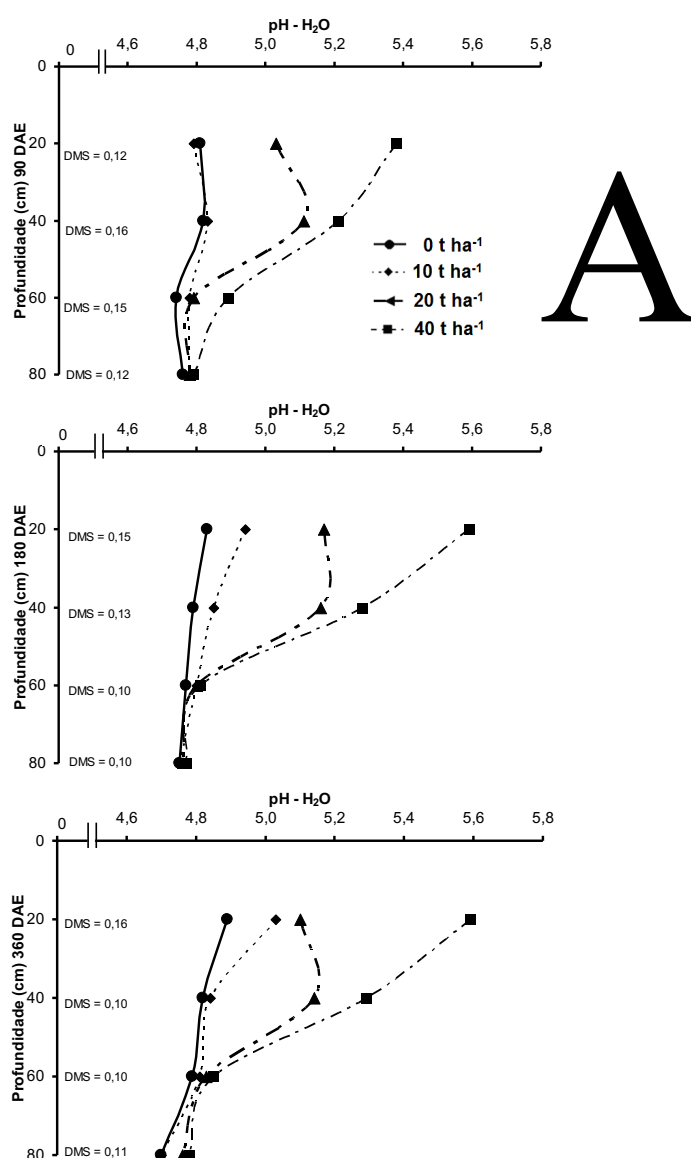 pH - H₂O
0 4,6 4,8 5,0 5,2 5,4 5,6 5,8
0
20
DMS = 0,12
40
DMS = 0,16
60
DMS = 0,15
80
DMS = 0,12
Profundidade (cm) 90 DAE
0 t ha⁻¹
10 t ha⁻¹
20 t ha⁻¹
40 t ha⁻¹
A
pH - H₂O
0 4,6 4,8 5,0 5,2 5,4 5,6 5,8
0
20
DMS = 0,15
40
DMS = 0,13
60
DMS = 0,10
80
DMS = 0,10
Profundidade (cm) 180 DAE
pH - H₂O
0 4,6 4,8 5,0 5,2 5,4 5,6 5,8
0
20
DMS = 0,16
40
DMS = 0,10
60
DMS = 0,10
80
DMS = 0,11
Profundidade (cm) 360 DAE